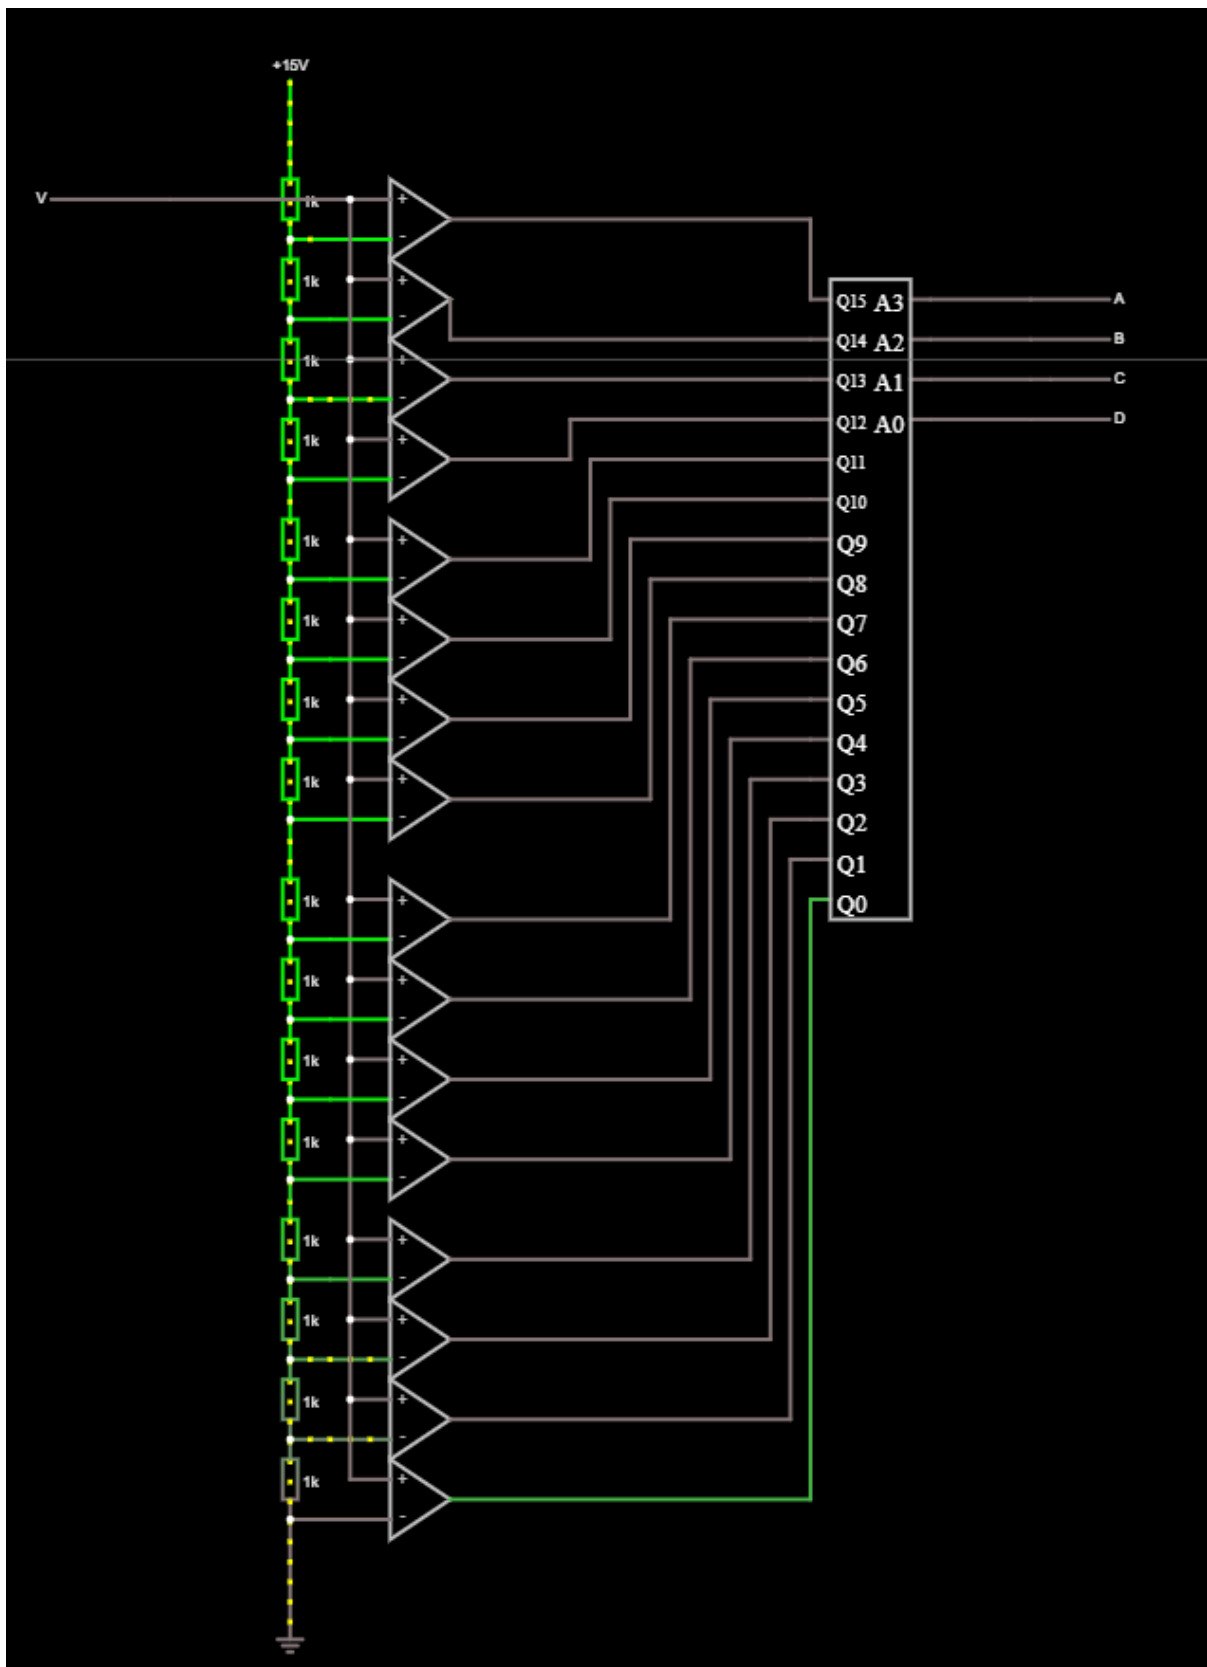 +15V
V
1k
+
-
1k
+
-
Q15 A3
A
Q14 A2
B
1k
+
-
Q13 A1
C
Q12 A0
D
1k
+
-
Q11
Q10
1k
+
-
Q9
Q8
1k
+
-
Q7
Q6
1k
+
-
Q5
Q4
1k
+
-
Q3
Q2
Q1
1k
+
-
Q0
1k
+
-
1k
+
-
1k
+
-
1k
+
-
1k
+
-
1k
+
-
1k
+
-